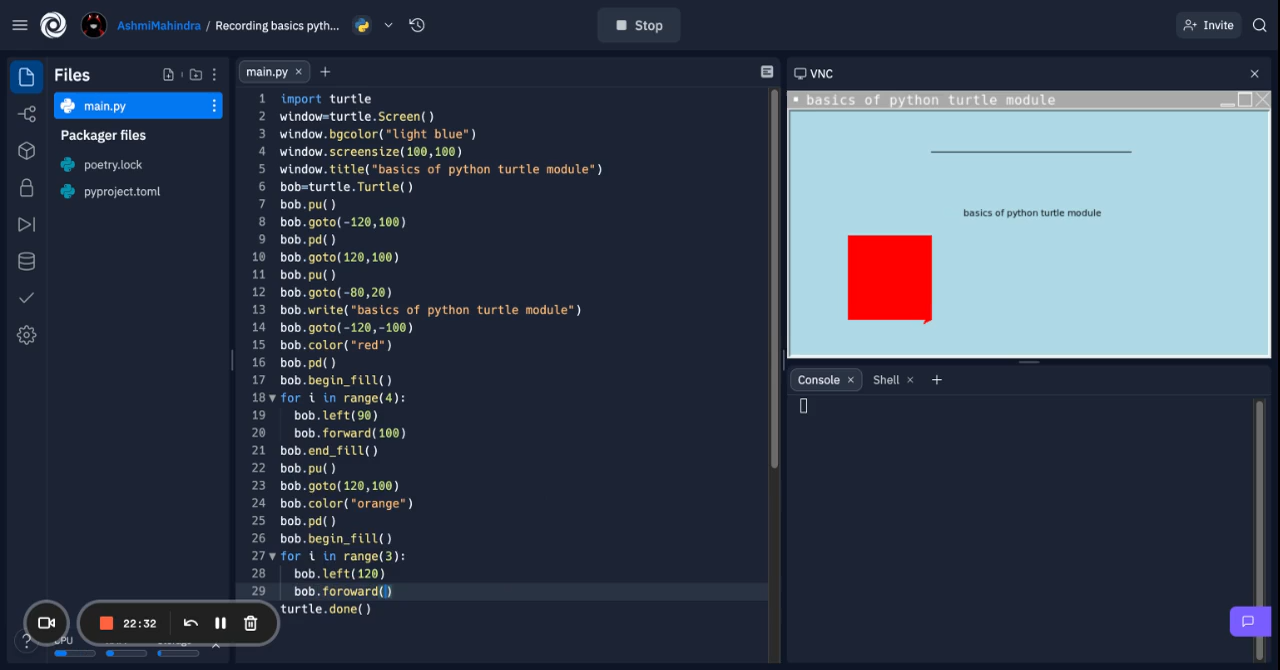 AshmiMahindra / Recording basics pyth...
Stop
Invite
Files
main.py
Packager files
poetry.lock
pyproject.toml
main.py
1 import turtle
2 window=turtle.Screen()
3 window.bgcolor("light blue")
4 window.screensize(100,100)
5 window.title("basics of python turtle module")
6 bob=turtle.Turtle()
7 bob.pu()
8 bob.goto(-120,100)
9 bob.pd()
10 bob.goto(120,100)
11 bob.pu()
12 bob.goto(-80,20)
13 bob.write("basics of python turtle module")
14 bob.goto(-120,-100)
15 bob.color("red")
16 bob.pd()
17 bob.begin_fill()
18 for i in range(4):
19 bob.left(90)
20 bob.forward(100)
21 bob.end_fill()
22 bob.pu()
23 bob.goto(120,100)
24 bob.color("orange")
25 bob.pd()
26 bob.begin_fill()
27 for i in range(3):
28 bob.left(120)
29 bob.foroward()
turtle.done()
VNC
basics of python turtle module
basics of python turtle module
Console
Shell
22:32
CPU